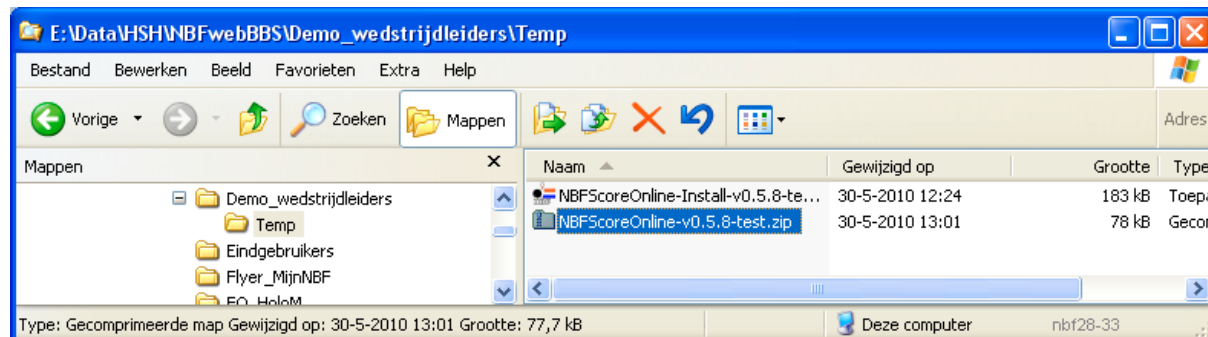 E:\Data\HSH\NBFwebBBS\Demo_wedstrijdleiders\Temp
Bestand Bewerken Beeld Favorieten Extra Help
Vorige Zoeken Mappen Adres
Mappen Naam Gewijzigd op Grootte Type
Demo_wedstrijdleiders NBFScoreOnline-Install-v0.5.8-te... 30-5-2010 12:24 183 kB Toepa
Temp NBFScoreOnline-v0.5.8-test.zip 30-5-2010 13:01 78 kB Gecor
Eindgebruikers
Flyer_MijnNBF
EO_HoloM
Type: Gecomprimeerde map Gewijzigd op: 30-5-2010 13:01 Grootte: 77,7 kB Deze computer nbf28-33